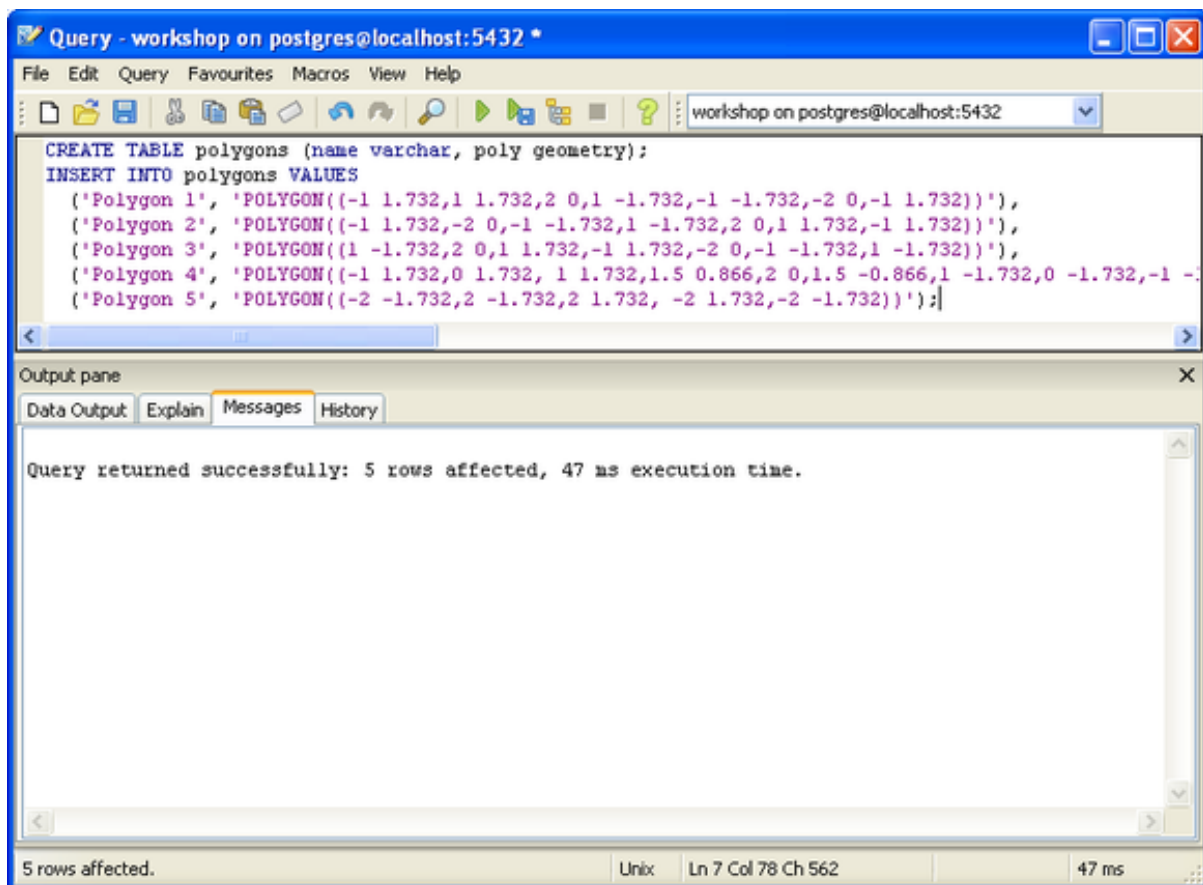 Query - workshop on postgres@localhost:5432 *
File Edit Query Favourites Macros View Help
workshop on postgres@localhost:5432
CREATE TABLE polygons (name varchar, poly geometry);
INSERT INTO polygons VALUES
('Polygon 1', 'POLYGON((-1 1.732,1 1.732,2 0,1 -1.732,-1 -1.732,-2 0,-1 1.732))'),
('Polygon 2', 'POLYGON((-1 1.732,-2 0,-1 -1.732,1 -1.732,2 0,1 1.732,-1 1.732))'),
('Polygon 3', 'POLYGON((1 -1.732,2 0,1 1.732,-1 1.732,-2 0,-1 -1.732,1 -1.732))'),
('Polygon 4', 'POLYGON((-1 1.732,0 1.732, 1 1.732,1.5 0.866,2 0,1.5 -0.866,1 -1.732,0 -1.732,-1 -
('Polygon 5', 'POLYGON((-2 -1.732,2 -1.732,2 1.732, -2 1.732,-2 -1.732))');
Output pane
Data Output Explain Messages History
Query returned successfully: 5 rows affected, 47 ms execution time.
5 rows affected. Unix Ln 7 Col 78 Ch 562 47 ms